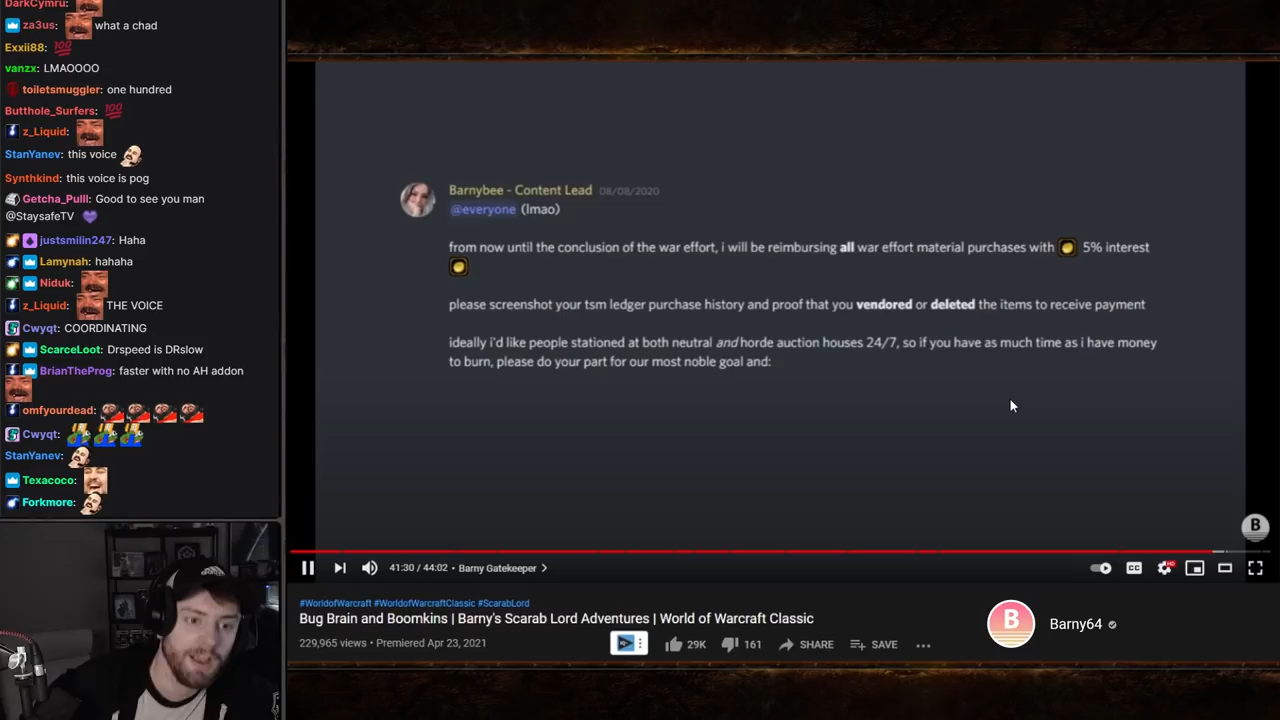 DarkCymru:
za3us: what a chad
Exxii88:
vanzx: LMAOOOO
toiletsmuggler: one hundred
Butthole_Surfers:
z_Liquid:
StanYanev: this voice
Synthkind: this voice is pog
Getcha_Pulll: Good to see you man
@StaysafeTV
justsmilin247: Haha
Lamynah: hahaha
Niduk:
z_Liquid: THE VOICE
Cwyqt: COORDINATING
ScarceLoot: Drspeed is DRslow
BrianTheProg: faster with no AH addon
omfyourdead:
Cwyqt:
StanYanev:
Texacoco:
Forkmore:
Barnybee - Content Lead 08/08/2020
@everyone (lmao)
from now until the conclusion of the war effort, i will be reimbursing all war effort material purchases with 5% interest
please screenshot your tsm ledger purchase history and proof that you vendored or deleted the items to receive payment
ideally i'd like people stationed at both neutral and horde auction houses 24/7, so if you have as much time as i have money
to burn, please do your part for our most noble goal and:
B
41:30 / 44:02 • Barny Gatekeeper >
HD
#WorldofWarcraft #WorldofWarcraftClassic #ScarabLord
Bug Brain and Boomkins | Barny's Scarab Lord Adventures | World of Warcraft Classic
229,965 views • Premiered Apr 23, 2021
29K
161
SHARE
SAVE
B
Barny64